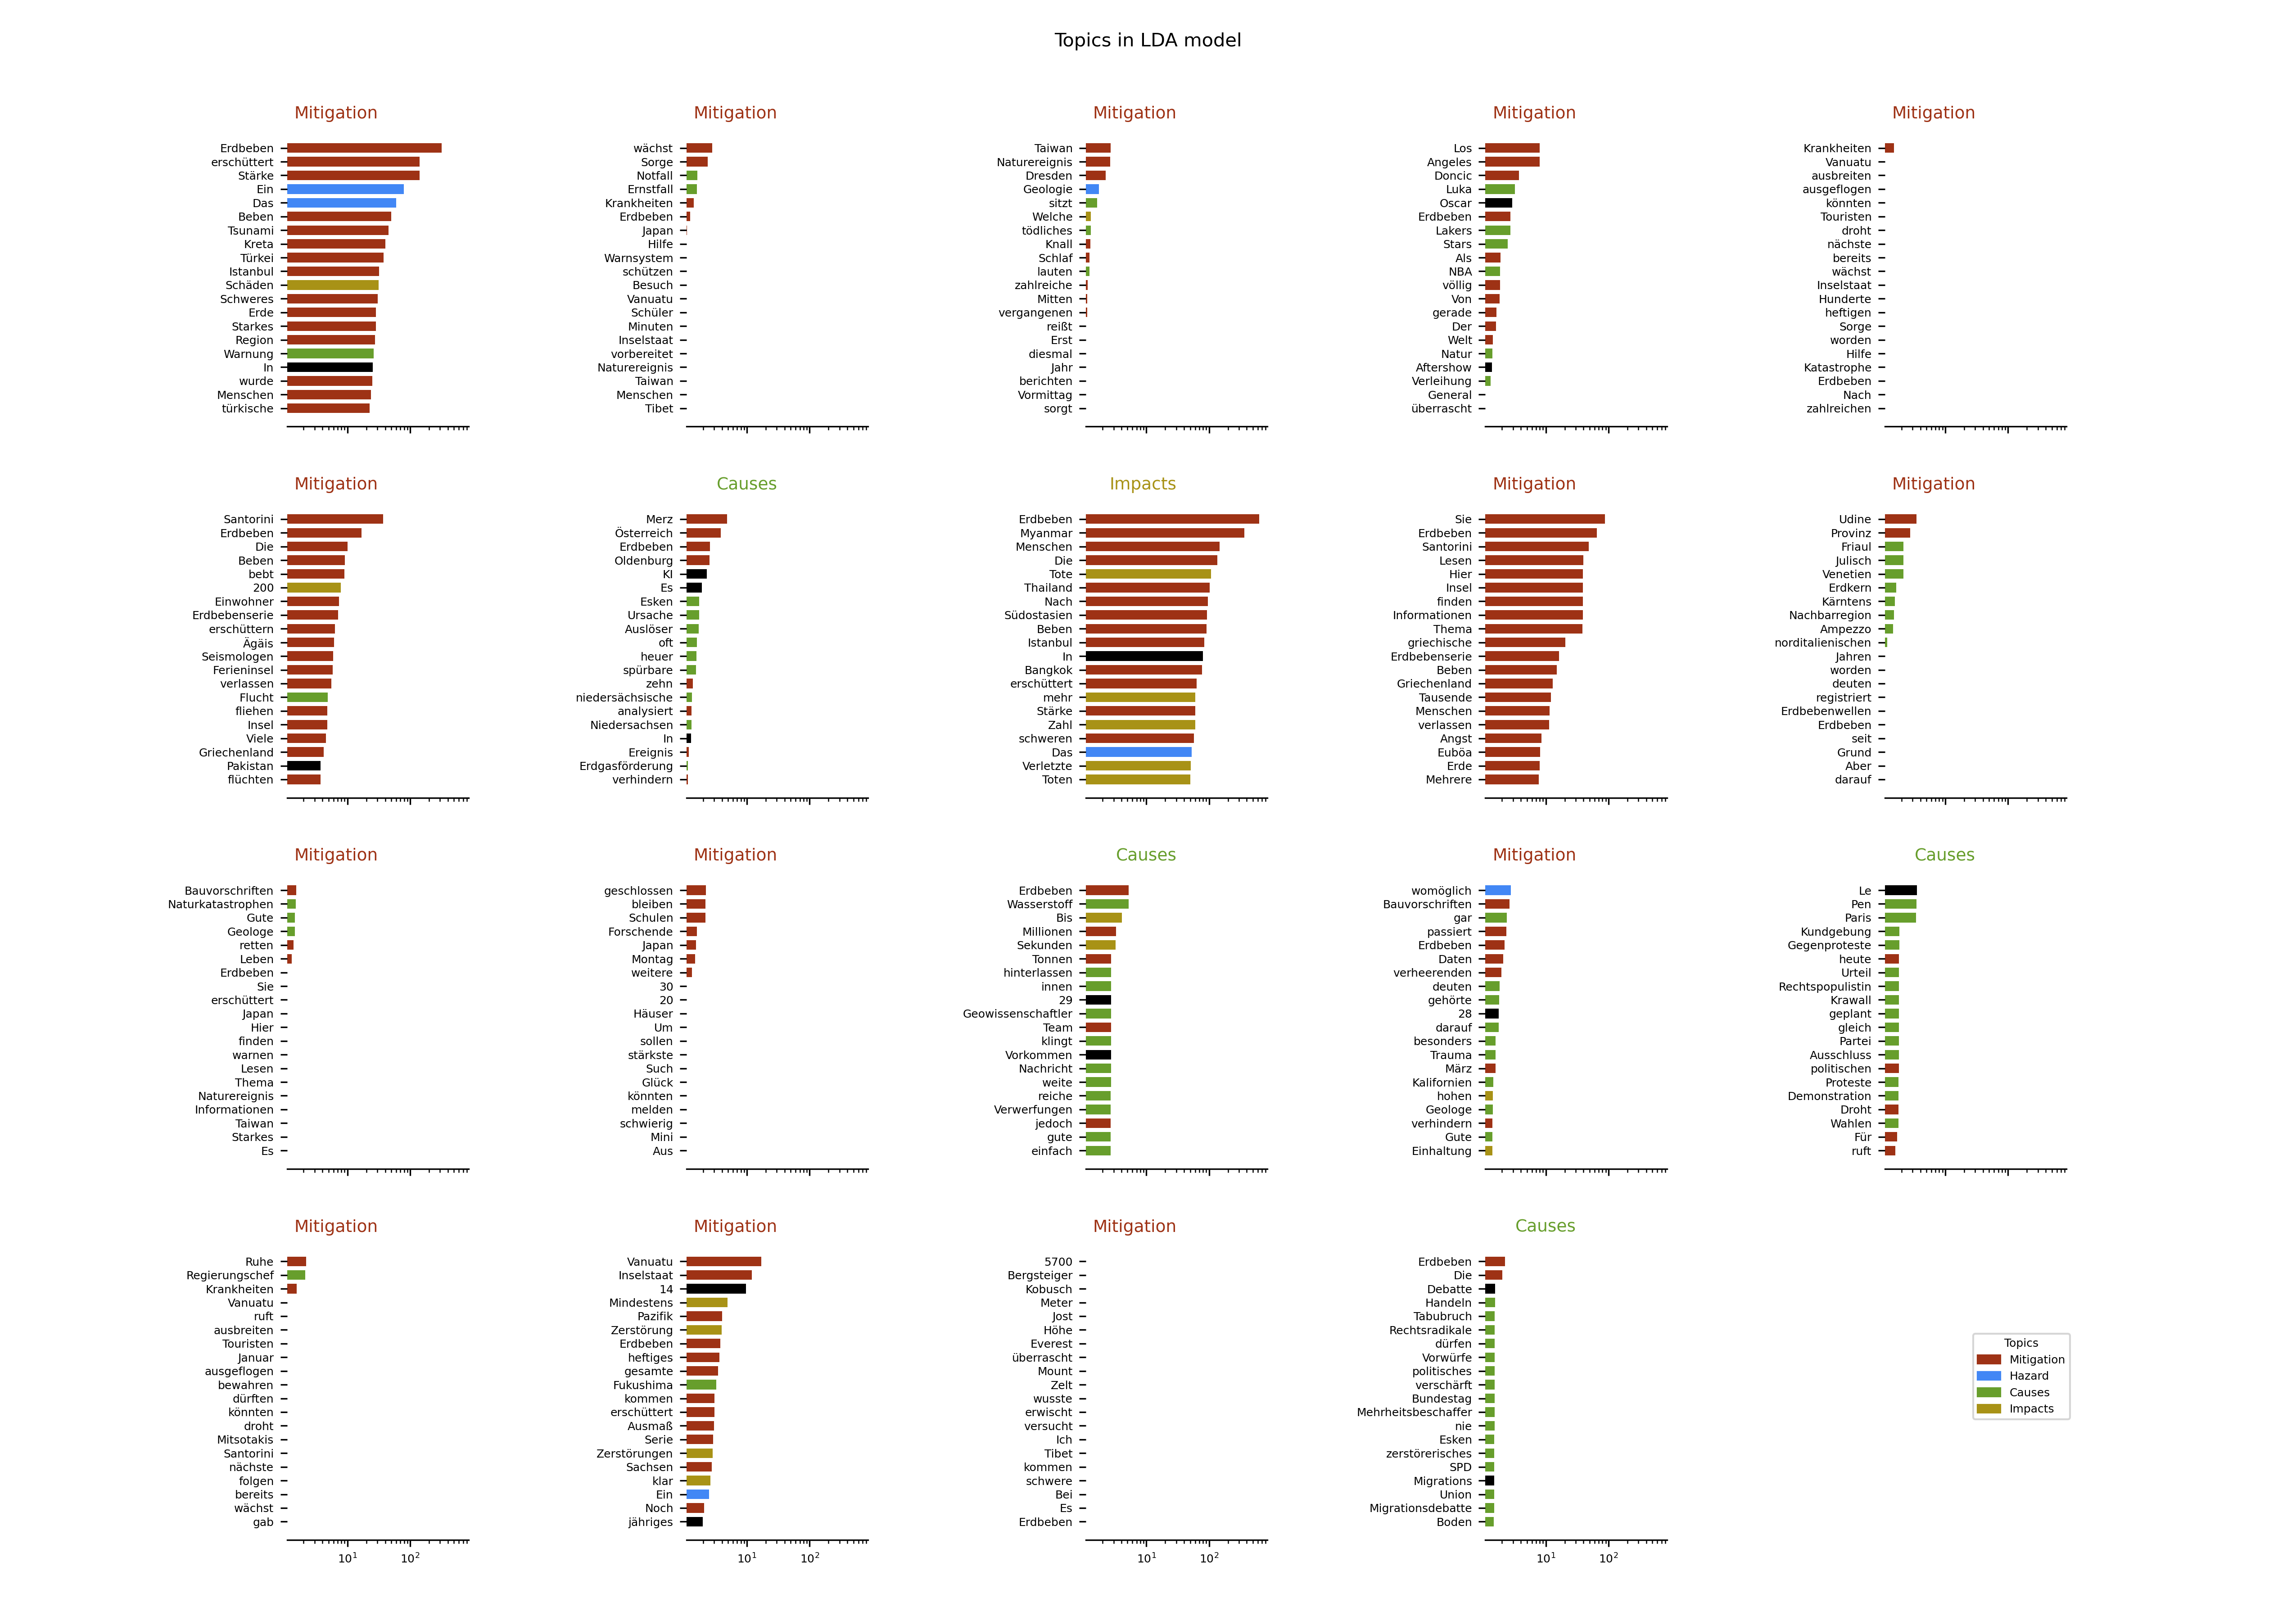 Topics in LDA model
Mitigation
Erdbeben
erschüttert
Stärke
Ein
Das
Beben
Tsunami
Kreta
Türkei
Istanbul
Schäden
Schweres
Erde
Starkes
Region
Warnung
In
wurde
Menschen
türkische
Mitigation
wächst
Sorge
Notfall
Ernstfall
Krankheiten
Erdbeben
Japan
Hilfe
Warnsystem
schützen
Besuch
Vanuatu
Schüler
Minuten
Inselstaat
vorbereitet
Naturereignis
Taiwan
Menschen
Tibet
Mitigation
Taiwan
Naturereignis
Dresden
Geologie
sitzt
Welche
tödliches
Knall
Schlaf
lauten
zahlreiche
Mitten
vergangenen
reißt
Erst
diesmal
Jahr
berichten
Vormittag
sorgt
Mitigation
Los
Angeles
Doncic
Luka
Oscar
Erdbeben
Lakers
Stars
Als
NBA
völlig
Von
gerade
Der
Welt
Natur
Aftershow
Verleihung
General
überrascht
Mitigation
Krankheiten
Vanuatu
ausbreiten
ausgeflogen
könnten
Touristen
droht
nächste
bereits
wächst
Inselstaat
Hunderte
heftigen
Sorge
worden
Hilfe
Katastrophe
Erdbeben
Nach
zahlreichen
Mitigation
Santorini
Erdbeben
Die
Beben
bebt
200
Einwohner
Erdbebenserie
erschüttern
Ägäis
Seismologen
Ferieninsel
verlassen
Flucht
fliehen
Insel
Viele
Griechenland
Pakistan
flüchten
Causes
Merz
Österreich
Erdbeben
Oldenburg
KI
Es
Esken
Ursache
Auslöser
oft
heuer
spürbare
zehn
niedersächsische
analysiert
Niedersachsen
In
Ereignis
Erdgasförderung
verhindern
Impacts
Erdbeben
Myanmar
Menschen
Die
Tote
Thailand
Nach
Südostasien
Beben
Istanbul
In
Bangkok
erschüttert
mehr
Stärke
Zahl
schweren
Das
Verletzte
Toten
Mitigation
Sie
Erdbeben
Santorini
Lesen
Hier
Insel
finden
Informationen
Thema
griechische
Erdbebenserie
Beben
Griechenland
Tausende
Menschen
verlassen
Angst
Euböa
Erde
Mehrere
Mitigation
Udine
Provinz
Friaul
Julisch
Venetien
Erdkern
Kärntens
Nachbarregion
Ampezzo
norditalienischen
Jahren
worden
deuten
registriert
Erdbebenwellen
Erdbeben
seit
Grund
Aber
darauf
Mitigation
Bauvorschriften
Naturkatastrophen
Gute
Geologe
retten
Leben
Erdbeben
Sie
erschüttert
Japan
Hier
finden
warnen
Lesen
Thema
Naturereignis
Informationen
Taiwan
Starkes
Es
Mitigation
geschlossen
bleiben
Schulen
Forschende
Japan
Montag
weitere
30
20
Häuser
Um
sollen
stärkste
Such
Glück
könnten
melden
schwierig
Mini
Aus
Causes
Erdbeben
Wasserstoff
Bis
Millionen
Sekunden
Tonnen
hinterlassen
innen
29
Geowissenschaftler
Team
klingt
Vorkommen
Nachricht
weite
reiche
Verwerfungen
jedoch
gute
einfach
Mitigation
womöglich
Bauvorschriften
gar
passiert
Erdbeben
Daten
verheerenden
deuten
gehörte
28
darauf
besonders
Trauma
März
Kalifornien
hohen
Geologe
verhindern
Gute
Einhaltung
Causes
Le
Pen
Paris
Kundgebung
Gegenproteste
heute
Urteil
Rechtspopulistin
Krawall
geplant
gleich
Partei
Ausschluss
politischen
Proteste
Demonstration
Droht
Wahlen
Für
ruft
Mitigation
Ruhe
Regierungschef
Krankheiten
Vanuatu
ruft
ausbreiten
Touristen
Januar
ausgeflogen
bewahren
dürften
könnten
droht
Mitsotakis
Santorini
nächste
folgen
bereits
wächst
gab
10¹ 10²
Mitigation
Vanuatu
Inselstaat
14
Mindestens
Pazifik
Zerstörung
Erdbeben
heftiges
gesamte
Fukushima
kommen
erschüttert
Ausmaß
Serie
Zerstörungen
Sachsen
klar
Ein
Noch
jähriges
10¹ 10²
Mitigation
5700
Bergsteiger
Kobusch
Meter
Jost
Höhe
Everest
überrascht
Mount
Zelt
wusste
erwischt
versucht
Ich
Tibet
kommen
schwere
Bei
Es
Erdbeben
10¹ 10²
Causes
Erdbeben
Die
Debatte
Handeln
Tabubruch
Rechtsradikale
dürfen
Vorwürfe
politisches
verschärft
Bundestag
Mehrheitsbeschaffer
nie
Esken
zerstörerisches
SPD
Migrations
Union
Migrationsdebatte
Boden
10¹ 10²
Topics
Mitigation
Hazard
Causes
Impacts